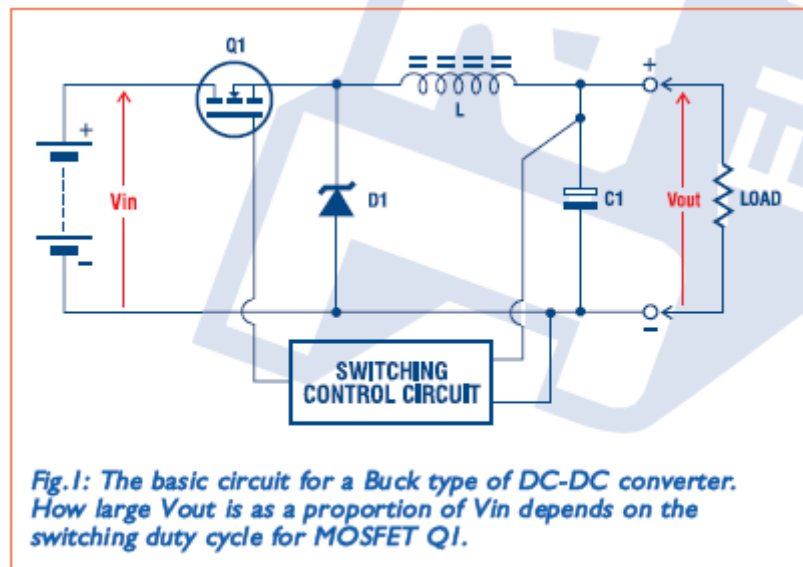 Q1
L
+
+
Vin
D1
C1
Vout
LOAD
–
–
SWITCHING
CONTROL CIRCUIT
Fig.1: The basic circuit for a Buck type of DC-DC converter.
How large Vout is as a proportion of Vin depends on the
switching duty cycle for MOSFET Q1.